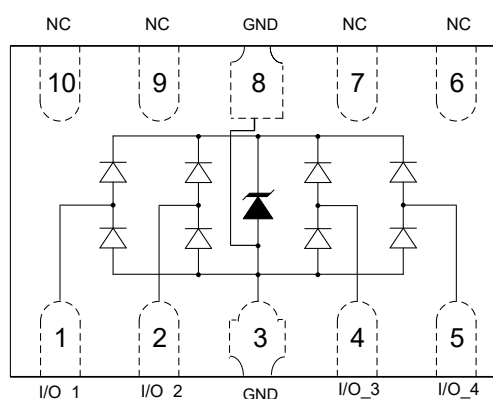 NC NC GND NC NC
10 9 8 7 6
1 2 3 4 5
I/O_1 I/O_2 GND I/O_3 I/O_4